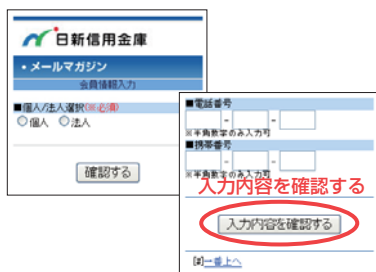 日新信用金庫
・メールマガジン
会員情報入力
■個人/法人選択(※必須)
個人 法人
確認する
■電話番号
- -
※半角数字のみ入力可
■携帯番号
- -
※半角数字のみ入力可
入力内容を確認する
入力内容を確認する
[#]一番上へ